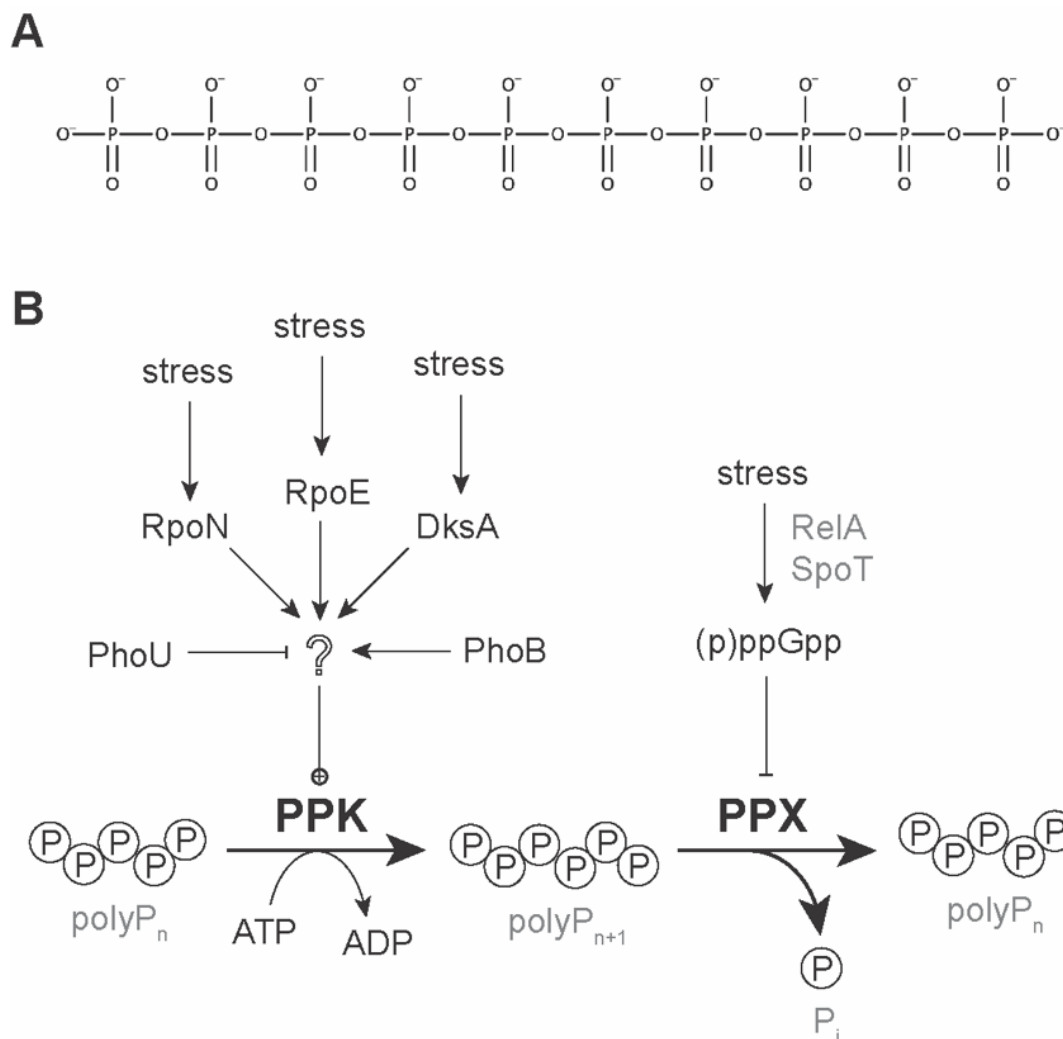 A
O⁻ O⁻ O⁻ O⁻ O⁻ O⁻ O⁻ O⁻ O⁻ O⁻
O⁻ P O P O P O P O P O P O P O P O P O P O⁻
O O O O O O O O O O
B
stress
stress stress
stress
RpoE
RpoN DksA
RelA
SpoT
PhoU ? PhoB
(p)ppGpp
PPK PPX
P P P P P P P P P P P P P P P P
polyPₙ ATP ADP polyPₙ₊₁ polyPₙ
P
Pᵢ